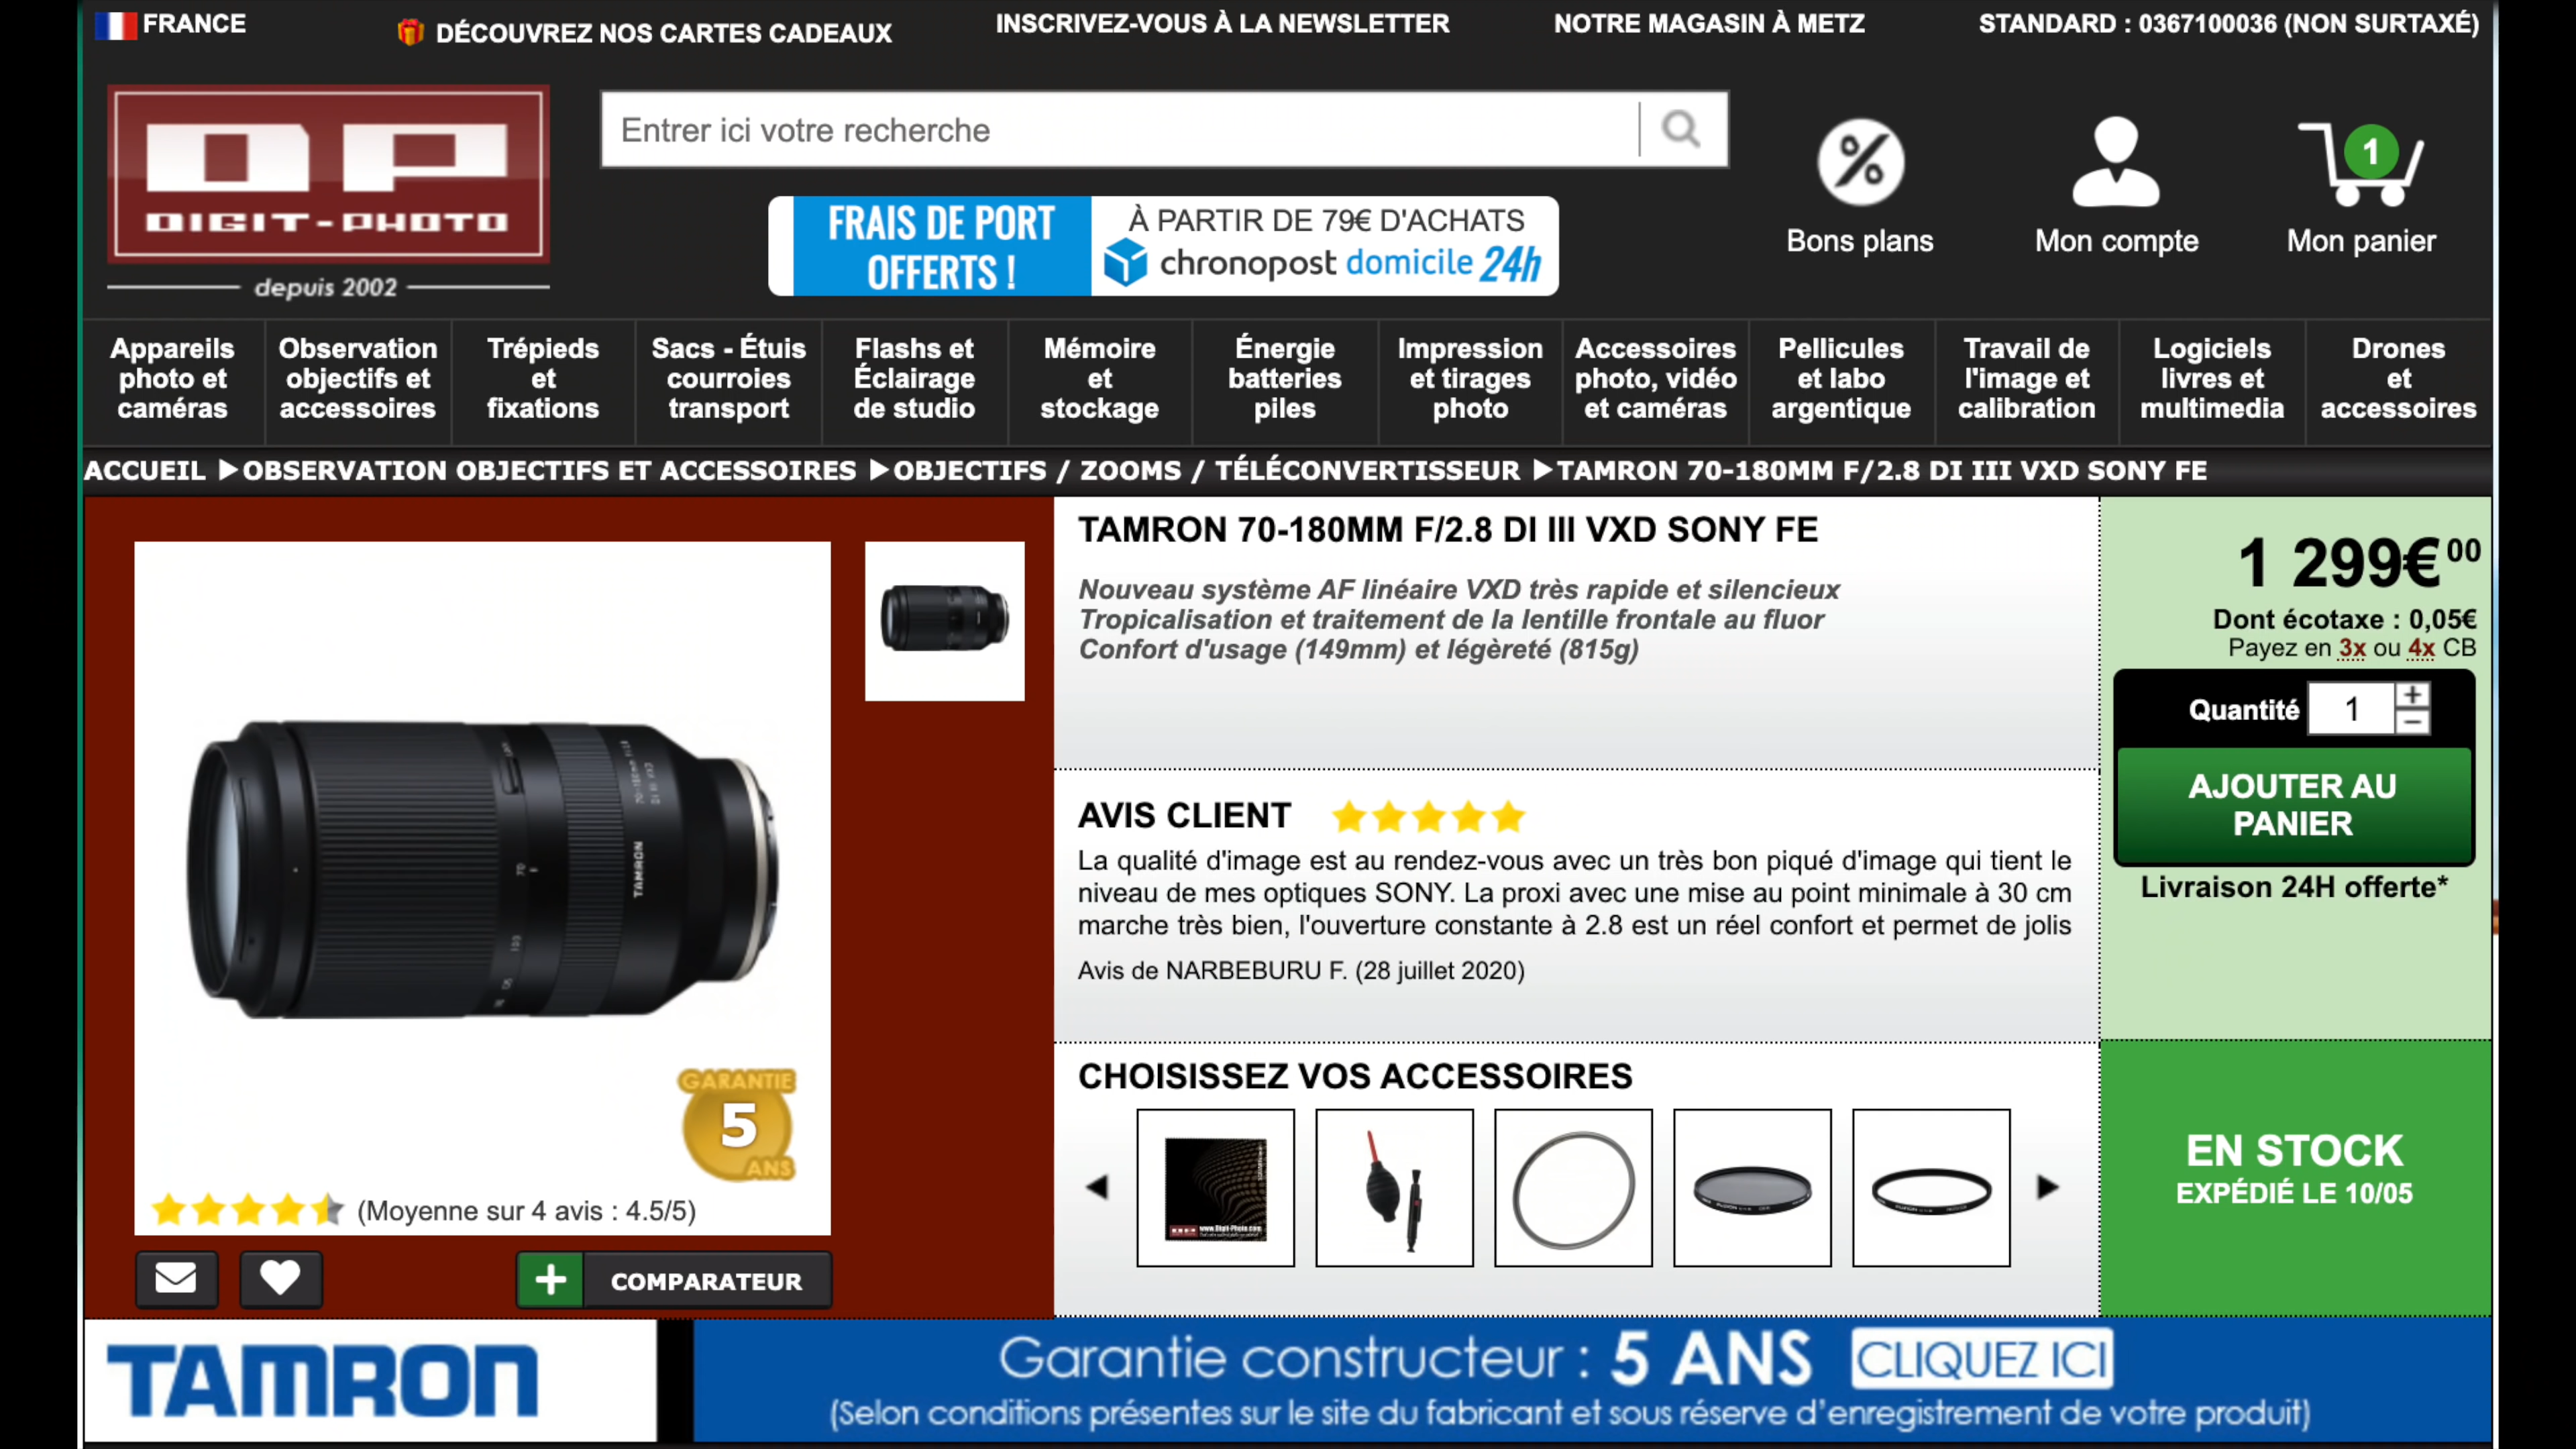 FRANCE
DÉCOUVREZ NOS CARTES CADEAUX
INSCRIVEZ-VOUS À LA NEWSLETTER
NOTRE MAGASIN À METZ
STANDARD : 0367100036 (NON SURTAXÉ)
DP
DIGIT-PHOTO
depuis 2002
Entrer ici votre recherche
FRAIS DE PORT
OFFERTS !
À PARTIR DE 79€ D'ACHATS
chronopost domicile 24h
Bons plans
Mon compte
1
Mon panier
Appareils
photo et
caméras
Observation
objectifs et
accessoires
Trépieds
et
fixations
Sacs - Étuis
courroies
transport
Flashs et
Éclairage
de studio
Mémoire
et
stockage
Énergie
batteries
piles
Impression
et tirages
photo
Accessoires
photo, vidéo
et caméras
Pellicules
et labo
argentique
Travail de
l'image et
calibration
Logiciels
livres et
multimedia
Drones
et
accessoires
ACCUEIL ▶OBSERVATION OBJECTIFS ET ACCESSOIRES ▶OBJECTIFS / ZOOMS / TÉLÉCONVERTISSEUR ▶TAMRON 70-180MM F/2.8 DI III VXD SONY FE
TAMRON
70
GARANTIE
5
ANS
(Moyenne sur 4 avis : 4.5/5)
+ COMPARATEUR
TAMRON 70-180MM F/2.8 DI III VXD SONY FE
Nouveau système AF linéaire VXD très rapide et silencieux
Tropicalisation et traitement de la lentille frontale au fluor
Confort d'usage (149mm) et légèreté (815g)
AVIS CLIENT
La qualité d'image est au rendez-vous avec un très bon piqué d'image qui tient le
niveau de mes optiques SONY. La proxi avec une mise au point minimale à 30 cm
marche très bien, l'ouverture constante à 2.8 est un réel confort et permet de jolis
Avis de NARBEBURU F. (28 juillet 2020)
CHOISISSEZ VOS ACCESSOIRES
www.Digit-Photo.com
1 299€00
Dont écotaxe : 0,05€
Payez en 3x ou 4x CB
Quantité 1 + −
AJOUTER AU
PANIER
Livraison 24H offerte*
EN STOCK
EXPÉDIÉ LE 10/05
TAMRON
Garantie constructeur : 5 ANS CLIQUEZ ICI
(Selon conditions présentes sur le site du fabricant et sous réserve d'enregistrement de votre produit)